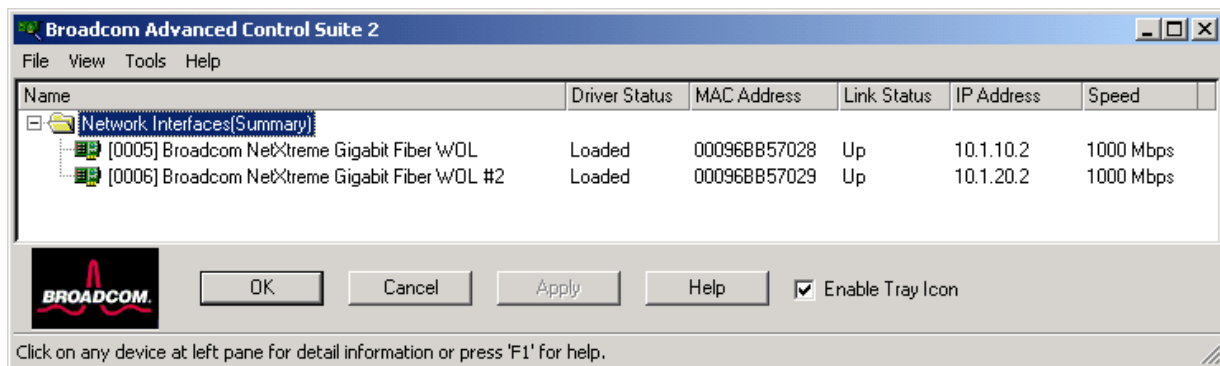 Broadcom Advanced Control Suite 2
File View Tools Help
Name Driver Status MAC Address Link Status IP Address Speed
Network Interfaces(Summary)
[0005] Broadcom NetXtreme Gigabit Fiber WOL Loaded 00096BB57028 Up 10.1.10.2 1000 Mbps
[0006] Broadcom NetXtreme Gigabit Fiber WOL #2 Loaded 00096BB57029 Up 10.1.20.2 1000 Mbps
BROADCOM. OK Cancel Apply Help Enable Tray Icon
Click on any device at left pane for detail information or press 'F1' for help.